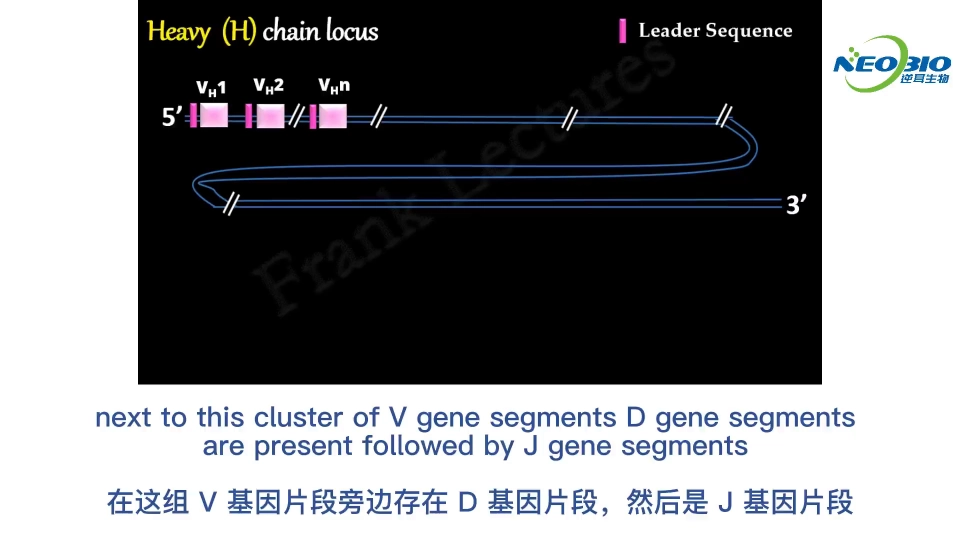 Heavy (H) chain locus
Leader Sequence
NEOBIO
逆耳生物
VH1 VH2 VHn
5’
3’
Frank Lectures
next to this cluster of V gene segments D gene segments
are present followed by J gene segments
在这组 V 基因片段旁边存在 D 基因片段，然后是 J 基因片段